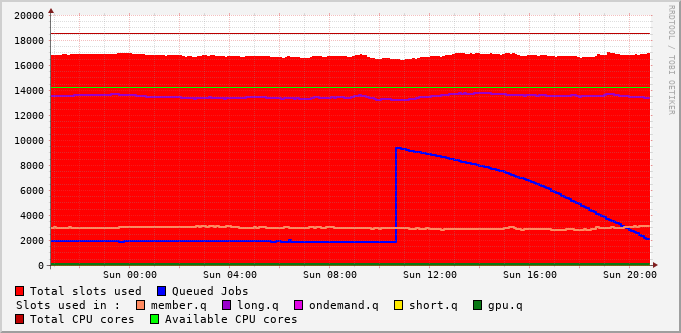 20000
18000
16000
14000
12000
10000
8000
6000
4000
2000
0
Sun 00:00 Sun 04:00 Sun 08:00 Sun 12:00 Sun 16:00 Sun 20:00
Total slots used Queued Jobs
Slots used in : member.q long.q ondemand.q short.q gpu.q
Total CPU cores Available CPU cores
RRDTOOL / TOBI OETIKER